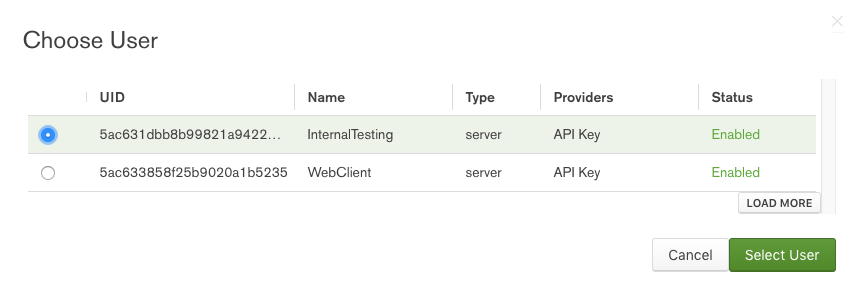 Choose User
UID Name Type Providers Status
5ac631dbb8b99821a9422... InternalTesting server API Key Enabled
5ac633858f25b9020a1b5235 WebClient server API Key Enabled
LOAD MORE
Cancel Select User